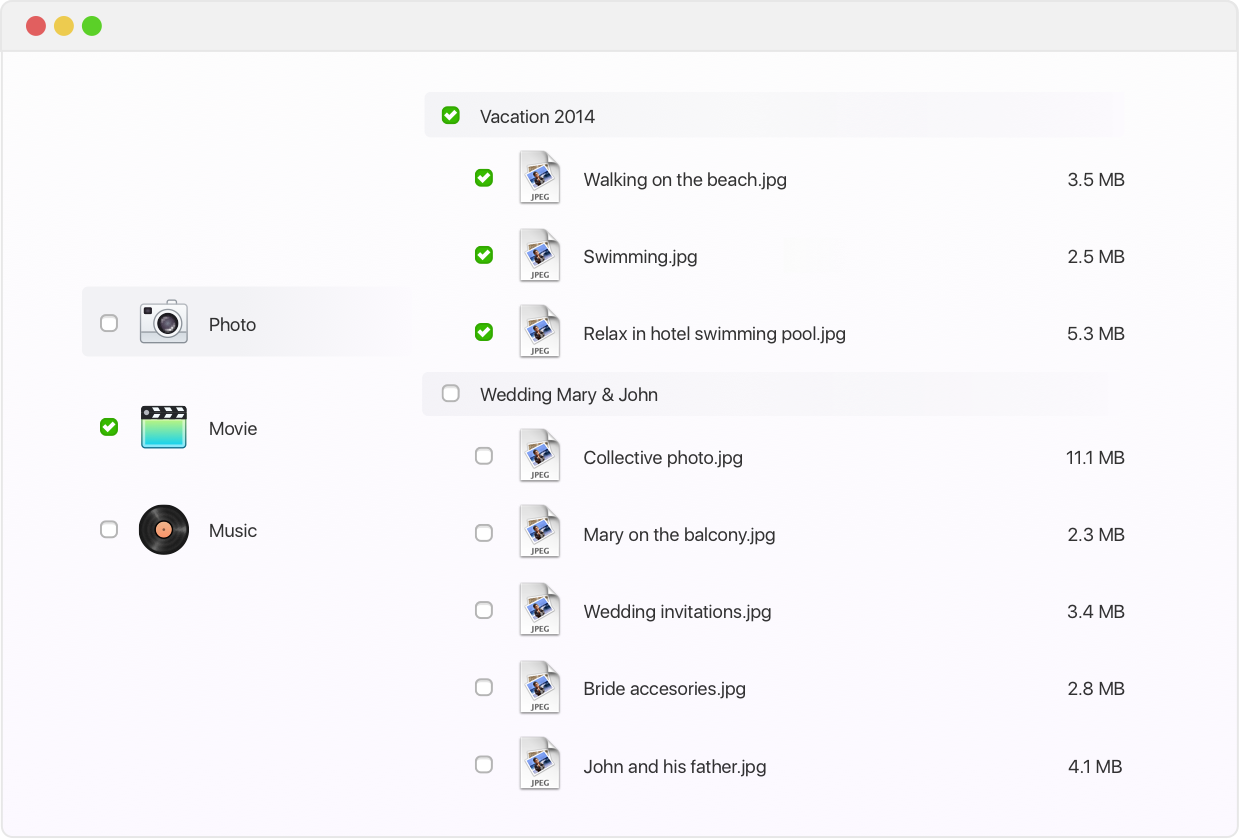 Photo
Movie
Music
Vacation 2014
JPEG
Walking on the beach.jpg 3.5 MB
JPEG
Swimming.jpg 2.5 MB
JPEG
Relax in hotel swimming pool.jpg 5.3 MB
Wedding Mary & John
JPEG
Collective photo.jpg 11.1 MB
JPEG
Mary on the balcony.jpg 2.3 MB
JPEG
Wedding invitations.jpg 3.4 MB
JPEG
Bride accesories.jpg 2.8 MB
JPEG
John and his father.jpg 4.1 MB